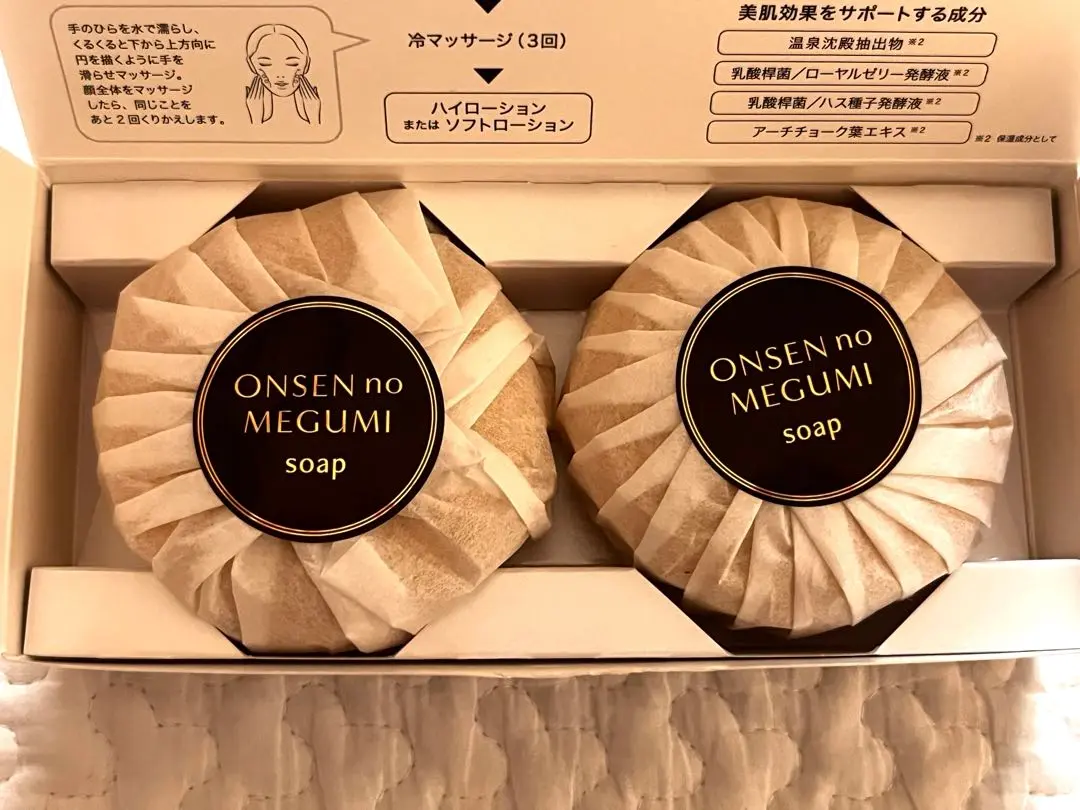 手のひらを水で濡らし、
くるくると下から上方向に
円を描くように手を
滑らせマッサージ。
顔全体をマッサージ
したら、同じことを
あと2回くりかえします。
冷マッサージ（3回）
ハイローション
または ソフトローション
美肌効果をサポートする成分
温泉沈殿抽出物※2
乳酸桿菌／ローヤルゼリー発酵液※2
乳酸桿菌／ハス種子発酵液※2
アーチチョーク葉エキス※2
※2 保湿成分として
ONSEN no
MEGUMI
soap
ONSEN no
MEGUMI
soap